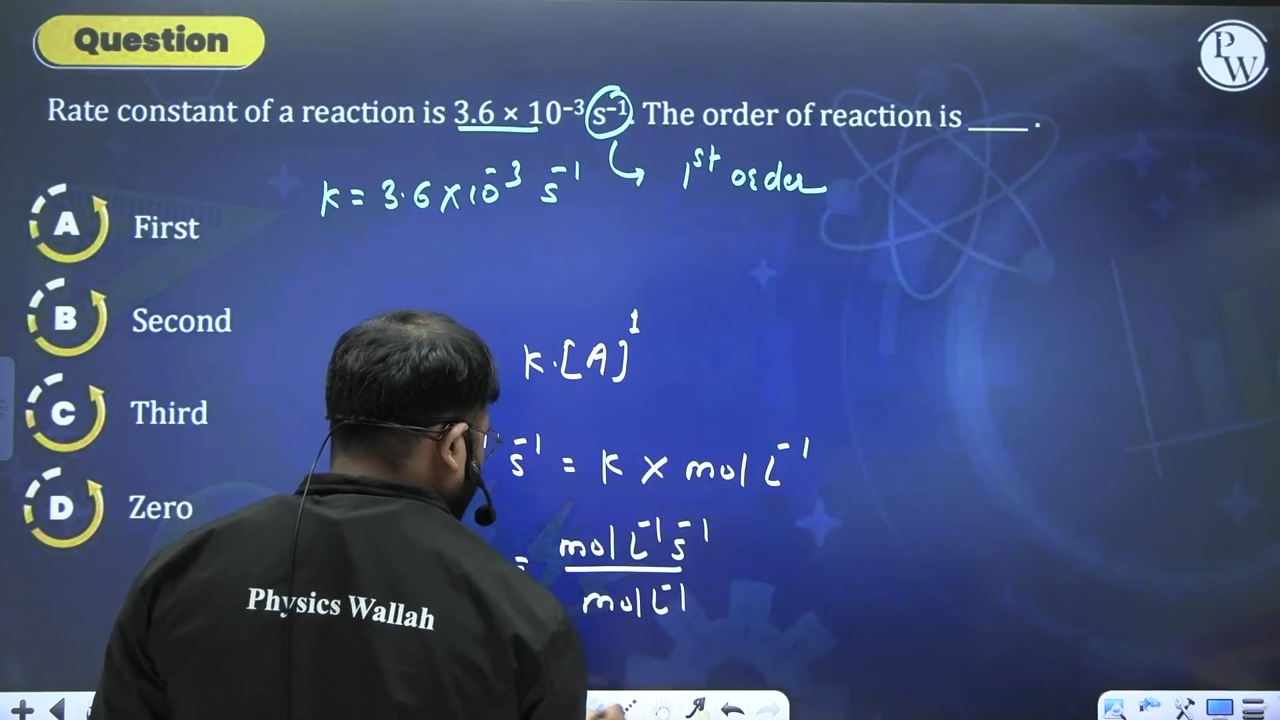 Question
PW
Rate constant of a reaction is 3.6 × 10⁻³ s⁻¹. The order of reaction is ____ .
K = 3.6 × 10⁻³ s⁻¹ → 1st order
A First
B Second
C Third
D Zero
K·[A]¹
s⁻¹ = K × mol L⁻¹
= mol L⁻¹ s⁻¹
mol L⁻¹
Physics Wallah